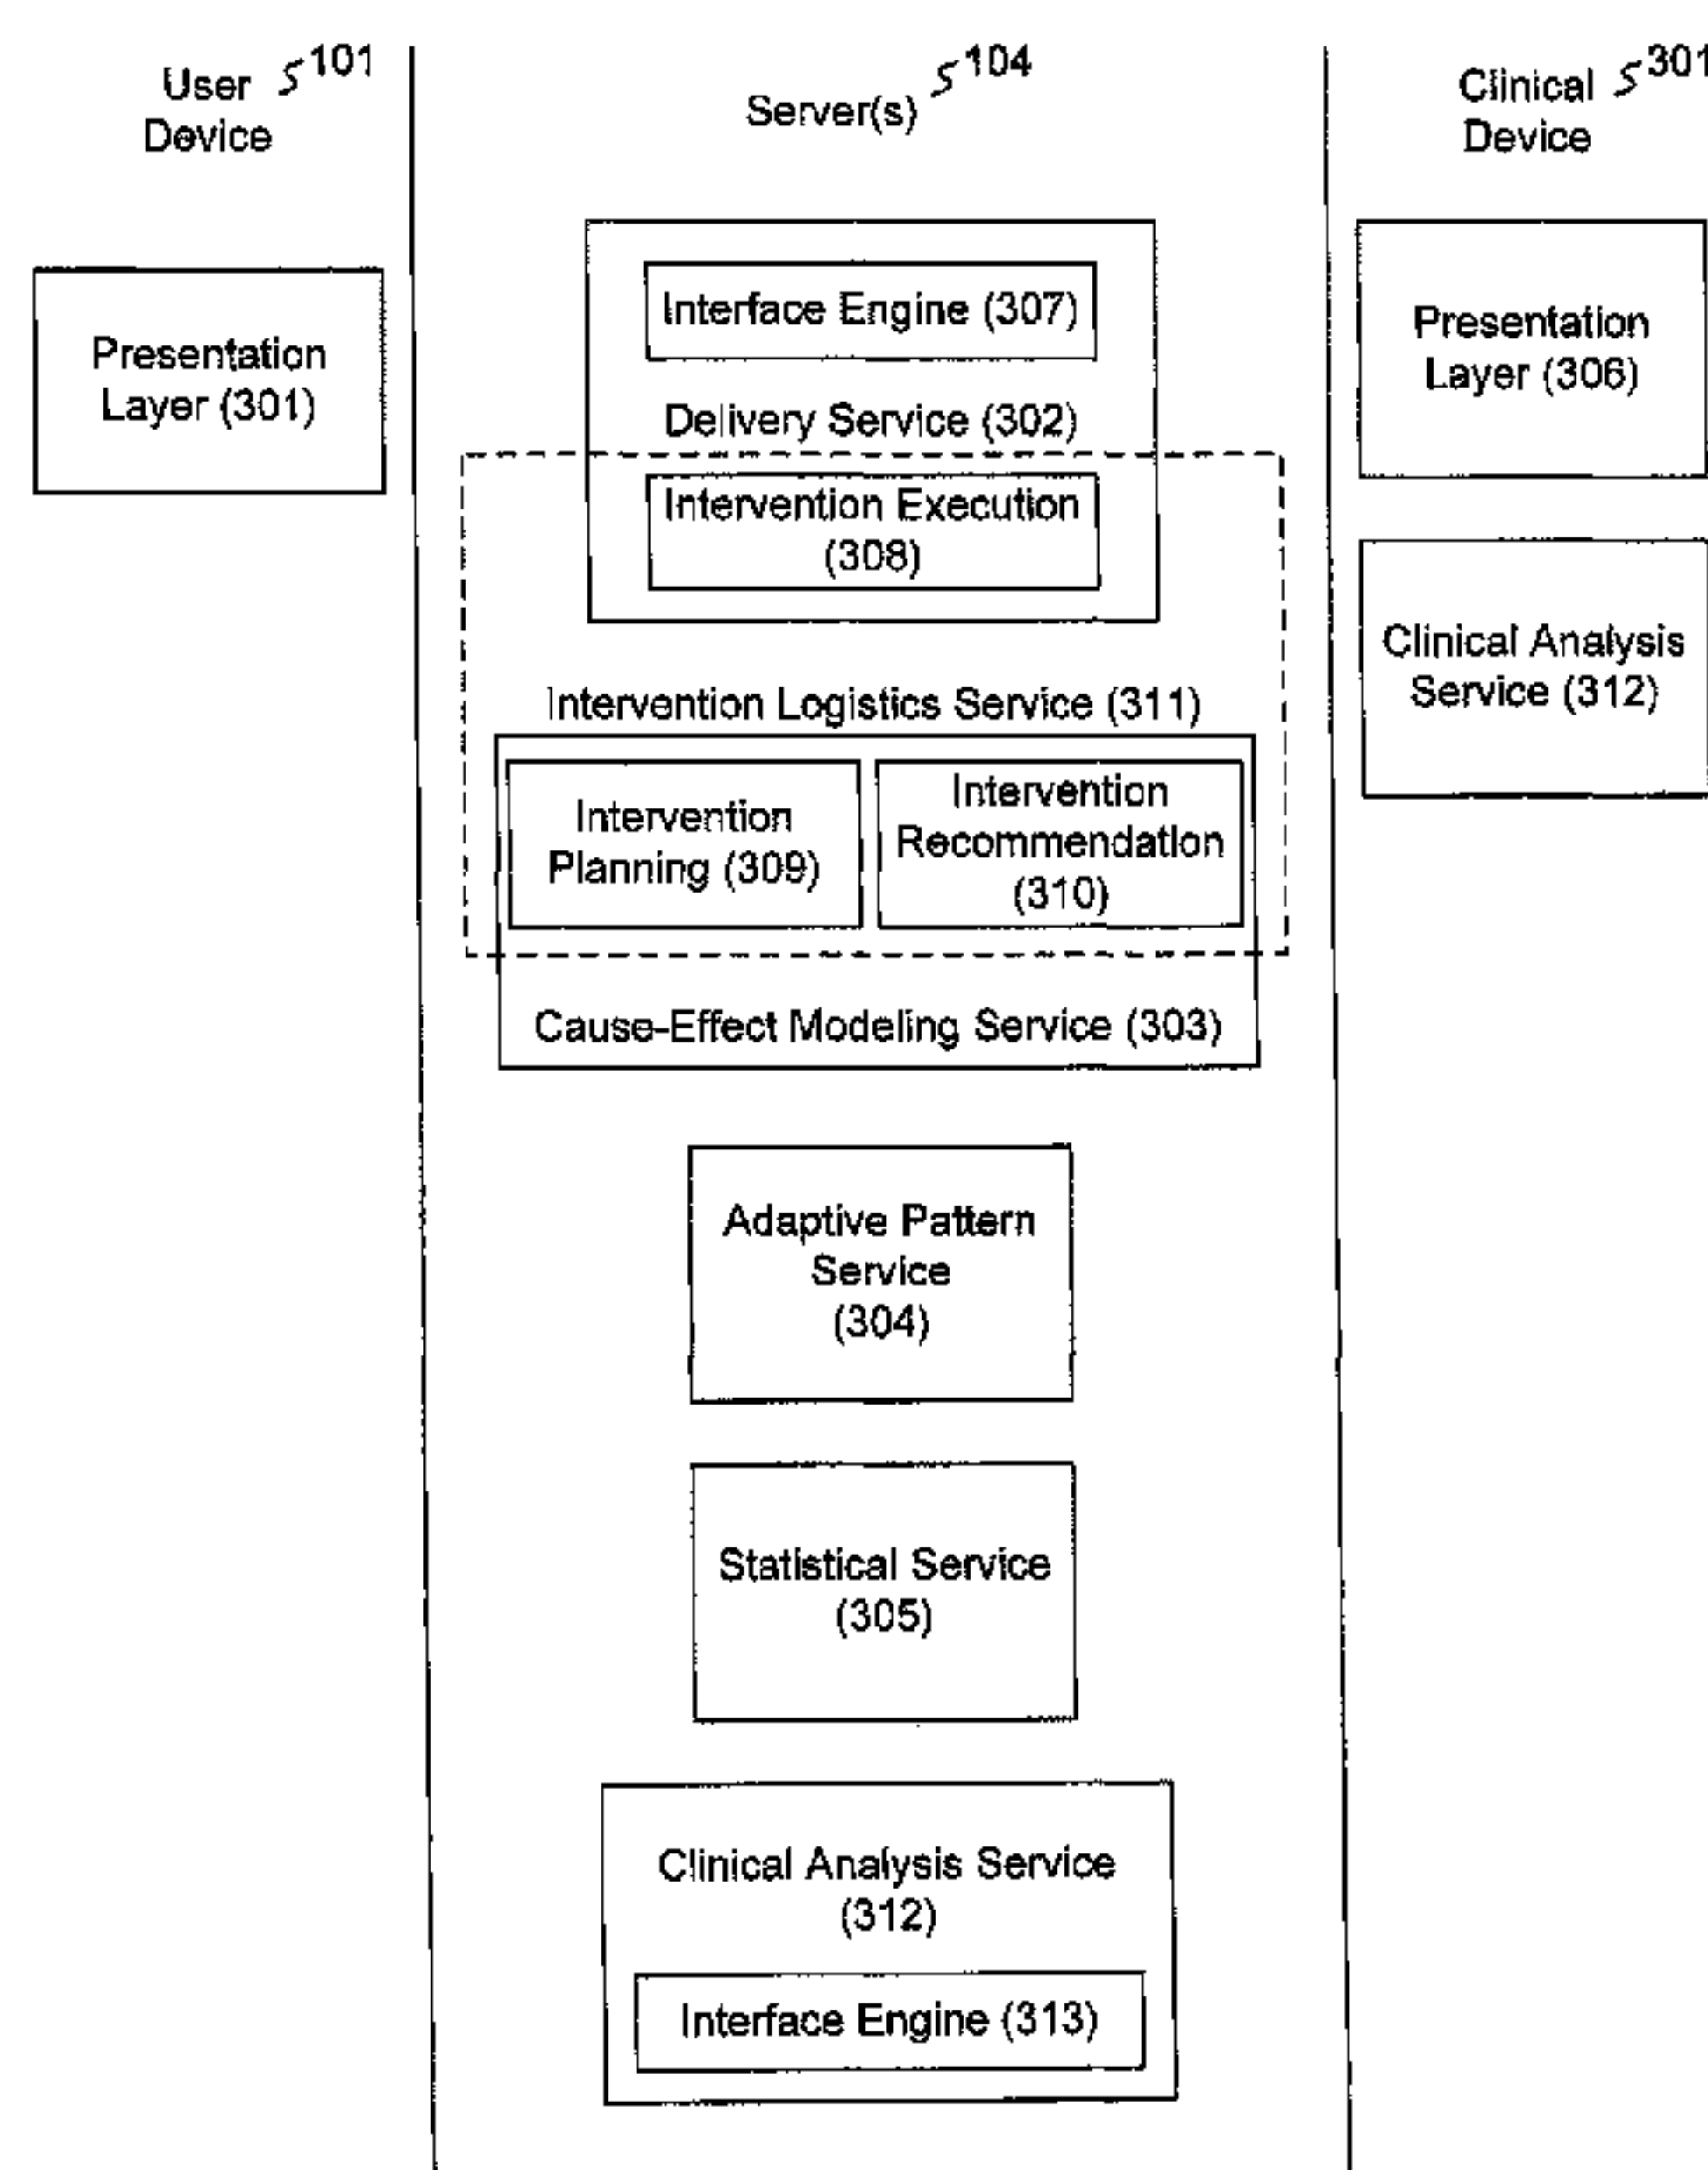 User 101
Device
Server(s) 104
Clinical 301
Device
Presentation
Layer (301)
Interface Engine (307)
Delivery Service (302)
Intervention Execution
(308)
Intervention Logistics Service (311)
Intervention
Planning (309)
Intervention
Recommendation
(310)
Cause-Effect Modeling Service (303)
Adaptive Pattern
Service
(304)
Statistical Service
(305)
Clinical Analysis Service
(312)
Interface Engine (313)
Presentation
Layer (306)
Clinical Analysis
Service (312)